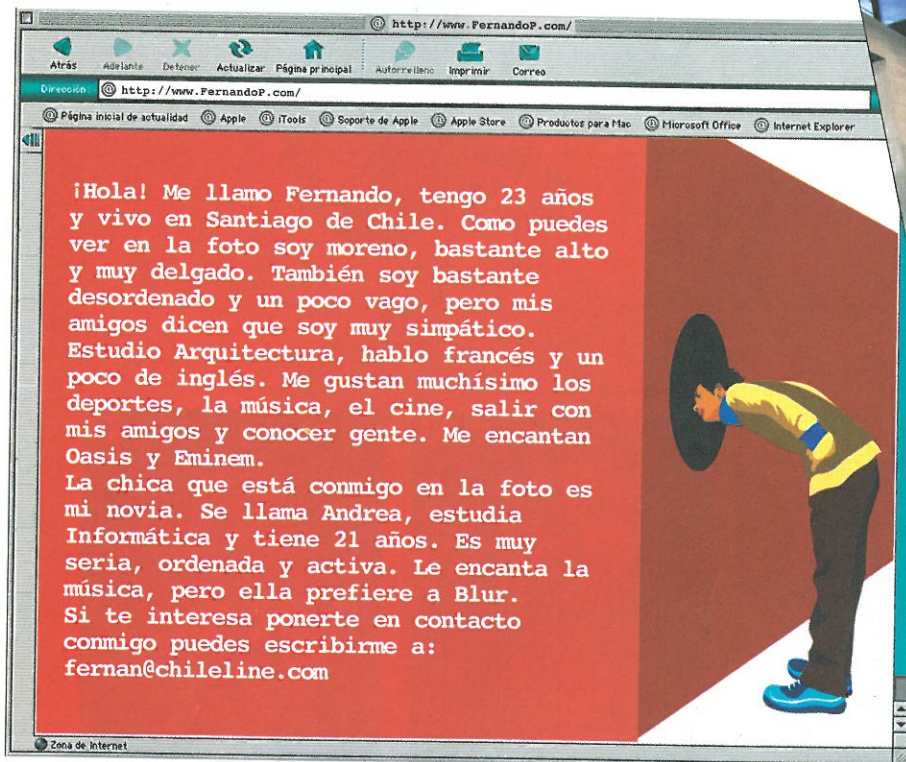 @ http://www.FernandoP.com/
Atrás Adelante Detener Actualizar Página principal Autorrelleno Imprimir Correo
Dirección: @ http://www.FernandoP.com/
@ Página inicial de actualidad @ Apple @ iTools @ Soporte de Apple @ Apple Store @ Productos para Mac @ Microsoft Office @ Internet Explorer
¡Hola! Me llamo Fernando, tengo 23 años
y vivo en Santiago de Chile. Como puedes
ver en la foto soy moreno, bastante alto
y muy delgado. También soy bastante
desordenado y un poco vago, pero mis
amigos dicen que soy muy simpático.
Estudio Arquitectura, hablo francés y un
poco de inglés. Me gustan muchísimo los
deportes, la música, el cine, salir con
mis amigos y conocer gente. Me encantan
Oasis y Eminem.
La chica que está conmigo en la foto es
mi novia. Se llama Andrea, estudia
Informática y tiene 21 años. Es muy
seria, ordenada y activa. Le encanta la
música, pero ella prefiere a Blur.
Si te interesa ponerte en contacto
conmigo puedes escribirme a:
fernan@chileline.com
Zona de Internet